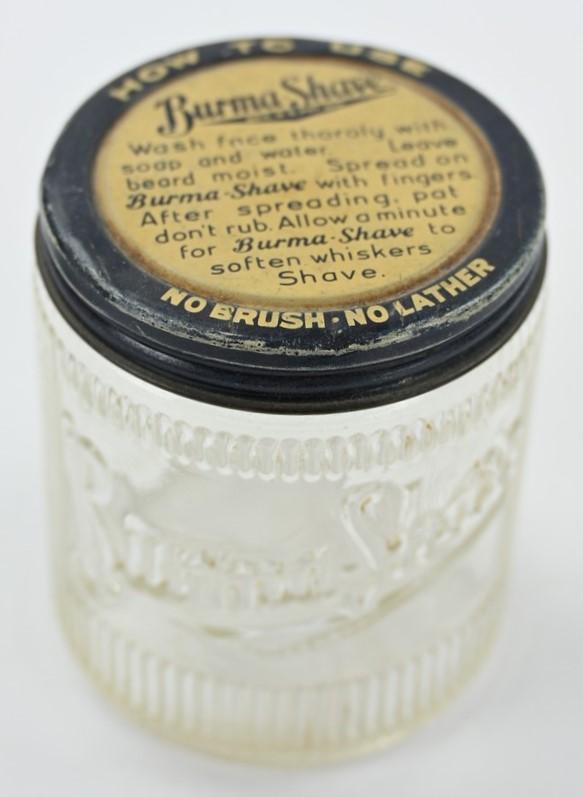 HOW TO USE
Burma Shave
Wash face thoroly with
soap and water. Leave
beard moist. Spread on
Burma-Shave with fingers.
After spreading, pat
don't rub. Allow a minute
for Burma-Shave to
soften whiskers
Shave.
NO BRUSH · NO LATHER
Burma-Shave